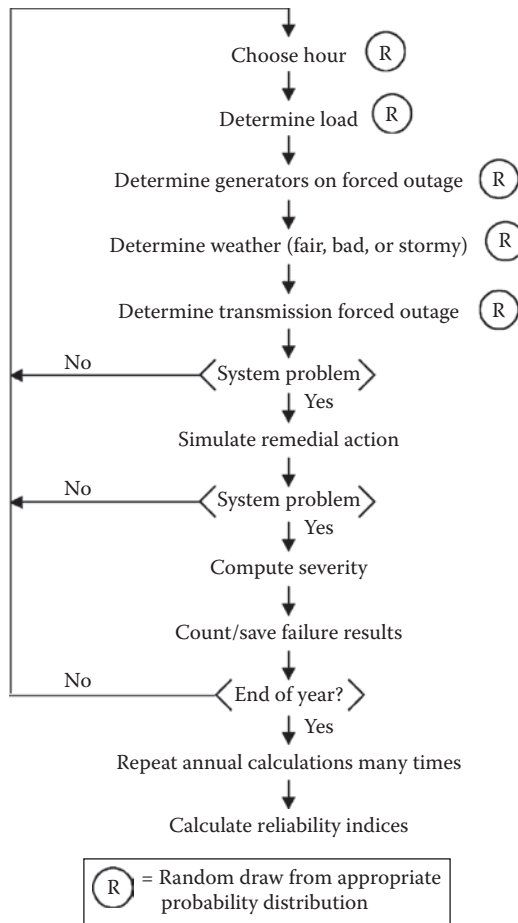 Choose hour R
Determine load R
Determine generators on forced outage R
Determine weather (fair, bad, or stormy) R
Determine transmission forced outage R
No System problem
Yes
Simulate remedial action
No System problem
Yes
Compute severity
Count/save failure results
No End of year?
Yes
Repeat annual calculations many times
Calculate reliability indices
R = Random draw from appropriate
probability distribution